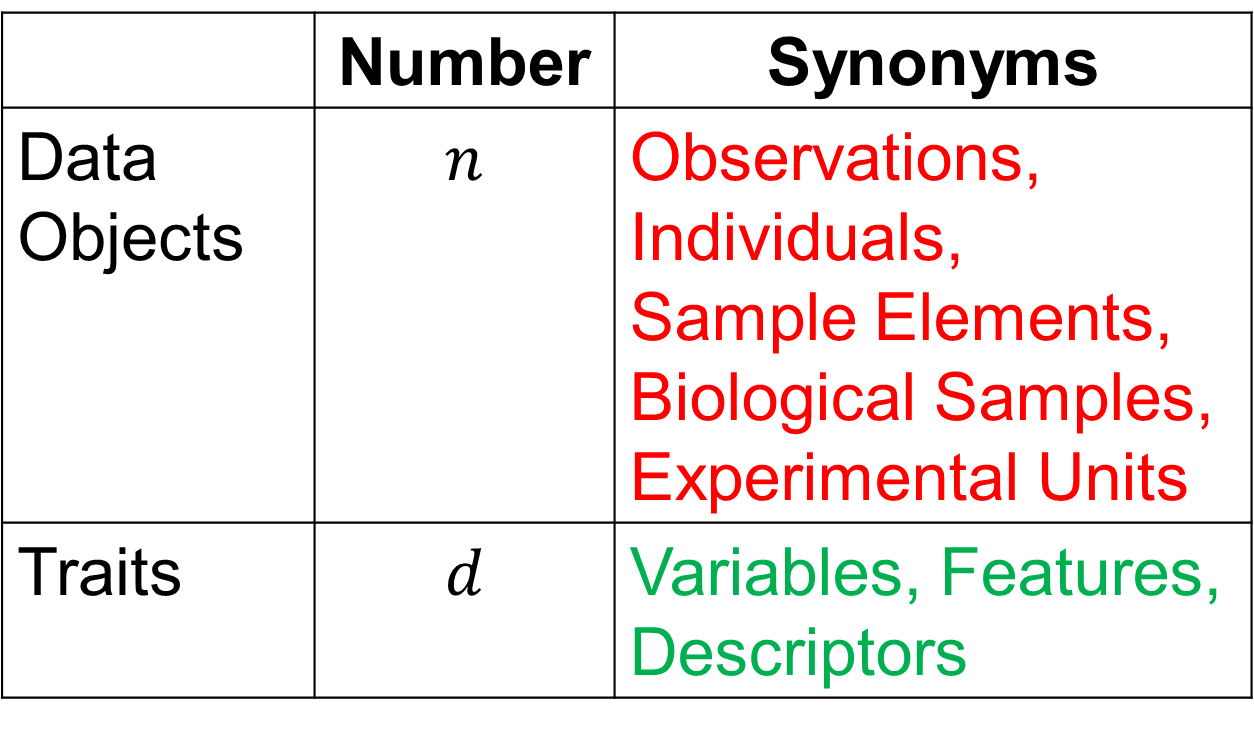 Number Synonyms
Data Objects n Observations,
Individuals,
Sample Elements,
Biological Samples,
Experimental Units
Traits d Variables, Features,
Descriptors